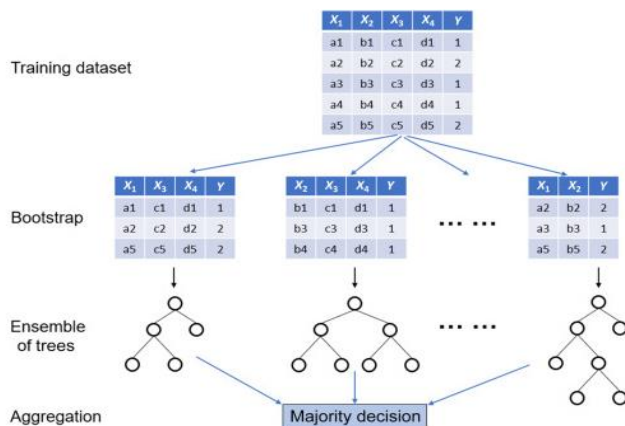 Training dataset
X1 X2 X3 X4 Y
a1 b1 c1 d1 1
a2 b2 c2 d2 2
a3 b3 c3 d3 1
a4 b4 c4 d4 1
a5 b5 c5 d5 2
Bootstrap
X1 X3 X4 Y
a1 c1 d1 1
a2 c2 d2 2
a5 c5 d5 2
X2 X3 X4 Y
b1 c1 d1 1
b3 c3 d3 1
b4 c4 d4 1
... ...
X1 X2 Y
a2 b2 2
a3 b3 1
a5 b5 2
Ensemble
of trees
... ...
Aggregation
Majority decision